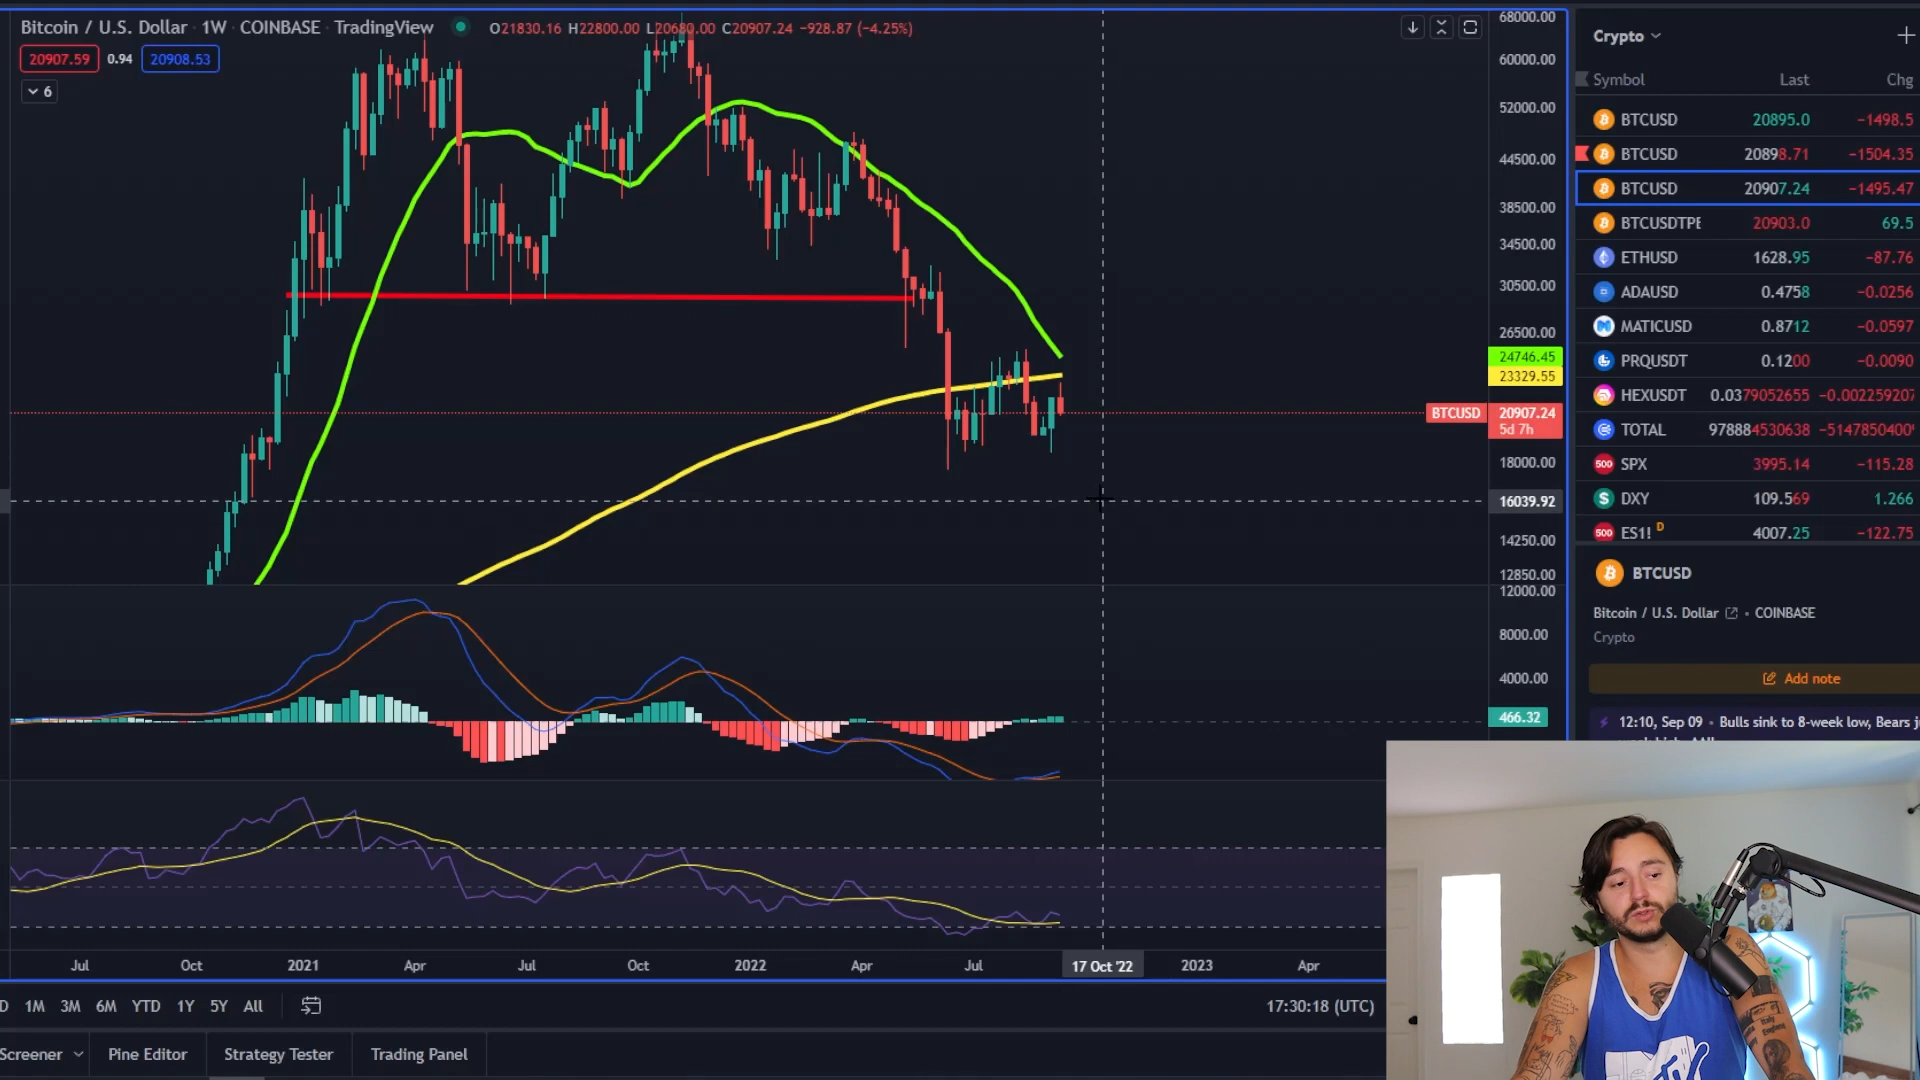 Bitcoin / U.S. Dollar · 1W · COINBASE · TradingView O21830.16 H22800.00 L20680.00 C20907.24 −928.87 (−4.25%)
20907.59 0.94 20908.53
6
68000.00
60000.00
52000.00
44500.00
38500.00
34500.00
30500.00
26500.00
24746.45
23329.55
BTCUSD 20907.24
5d 7h
18000.00
16039.92
14250.00
12850.00
12000.00
8000.00
4000.00
466.32
Jul Oct 2021 Apr Jul Oct 2022 Apr Jul 17 Oct '22 2023 Apr
D 1M 3M 6M YTD 1Y 5Y All 17:30:18 (UTC)
Screener Pine Editor Strategy Tester Trading Panel
Crypto
Symbol Last Chg
BTCUSD 20895.0 −1498.5
BTCUSD 20898.71 −1504.35
BTCUSD 20907.24 −1495.47
BTCUSDTPE 20903.0 69.5
ETHUSD 1628.95 −87.76
ADAUSD 0.4758 −0.0256
MATICUSD 0.8712 −0.0597
PRQUSDT 0.1200 −0.0090
HEXUSDT 0.0379052655 −0.002259207
TOTAL 978884530638 −5147850400
500 SPX 3995.14 −115.28
$ DXY 109.569 1.266
500 ES1! D 4007.25 −122.75
BTCUSD
Bitcoin / U.S. Dollar • COINBASE
Crypto
Add note
12:10, Sep 09 • Bulls sink to 8-week low, Bears